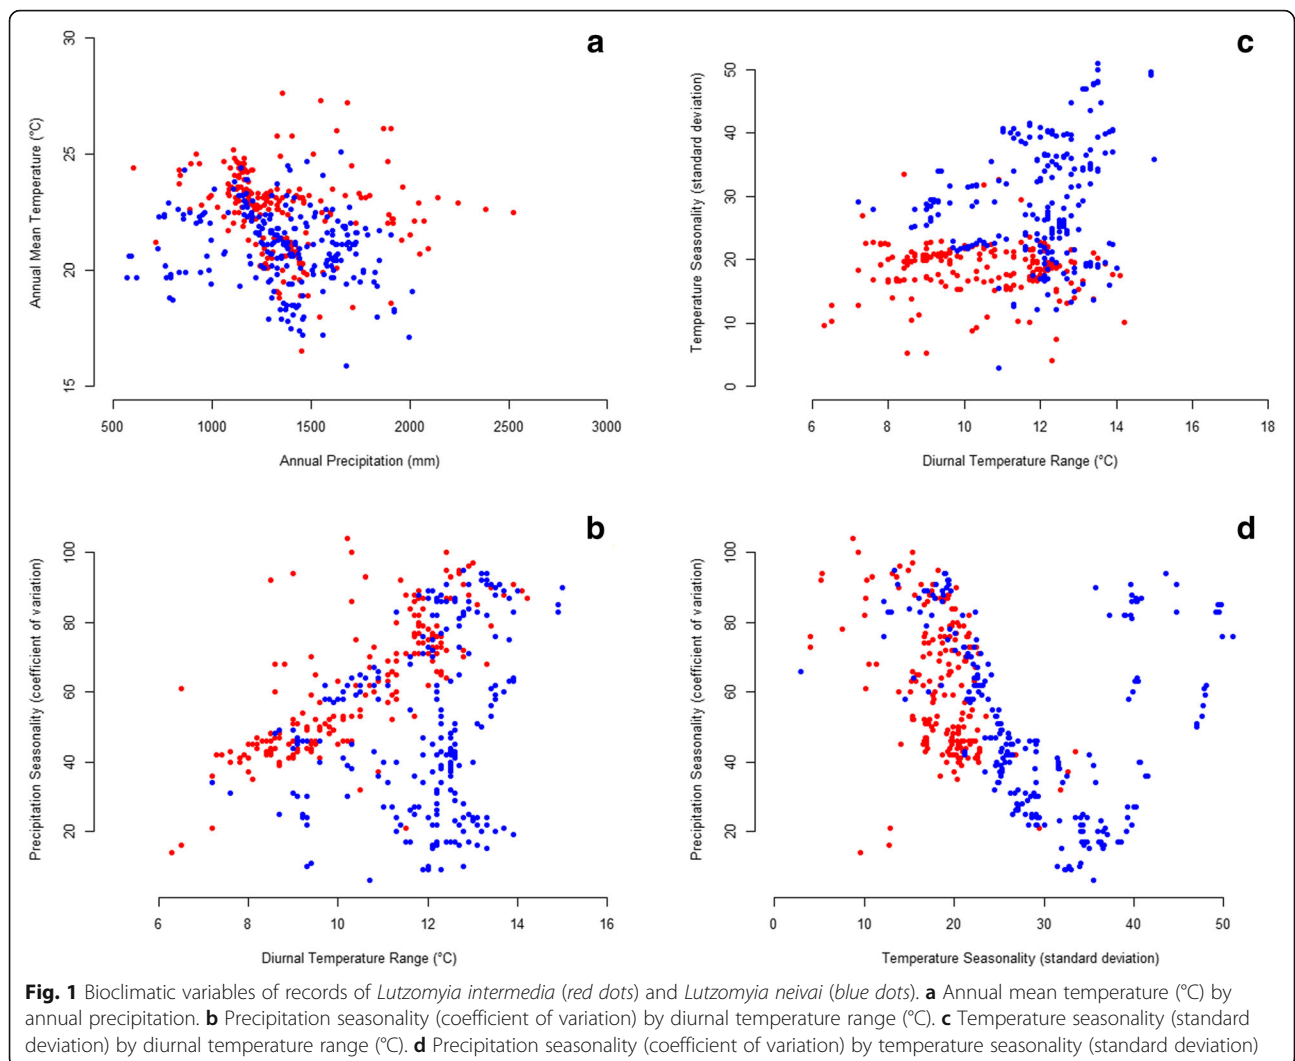 a
30
25
20
15
Annual Mean Temperature (°C)
500 1000 1500 2000 2500 3000
Annual Precipitation (mm)
c
50
40
30
20
10
0
Temperature Seasonality (standard deviation)
6 8 10 12 14 16 18
Diurnal Temperature Range (°C)
b
100
80
60
40
20
Precipitation Seasonality (coefficient of variation)
6 8 10 12 14 16
Diurnal Temperature Range (°C)
d
100
80
60
40
20
Precipitation Seasonality (coefficient of variation)
0 10 20 30 40 50
Temperature Seasonality (standard deviation)
Fig. 1 Bioclimatic variables of records of Lutzomyia intermedia (red dots) and Lutzomyia neivai (blue dots). a Annual mean temperature (°C) by
annual precipitation. b Precipitation seasonality (coefficient of variation) by diurnal temperature range (°C). c Temperature seasonality (standard
deviation) by diurnal temperature range (°C). d Precipitation seasonality (coefficient of variation) by temperature seasonality (standard deviation)